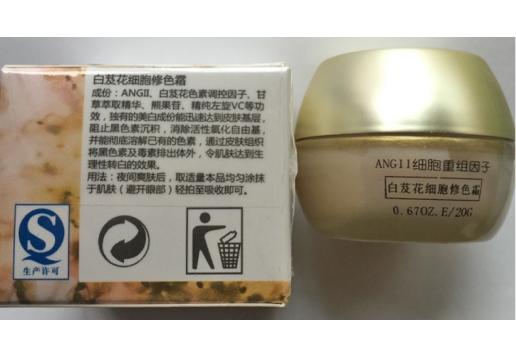 白芨花细胞修色霜
成份：ANGII、白芨花色素调控因子、甘
草萃取精华、熊果苷、精纯左旋VC等功
效，独有的美白成份能迅速达到皮肤基层，
阻止黑色素沉积，消除活性氧化自由基，
并能彻底溶解已有的色素，通过皮肤组织
将黑色素及毒素排出体外，令肌肤达到生
理性转白的效果。
用法：夜间爽肤后，取适量本品均匀涂抹
于肌肤（避开眼部）轻拍至吸收即可。
QS
生产许可
ANGII细胞重组因子
白芨花细胞修色霜
0.67OZ.E/20G